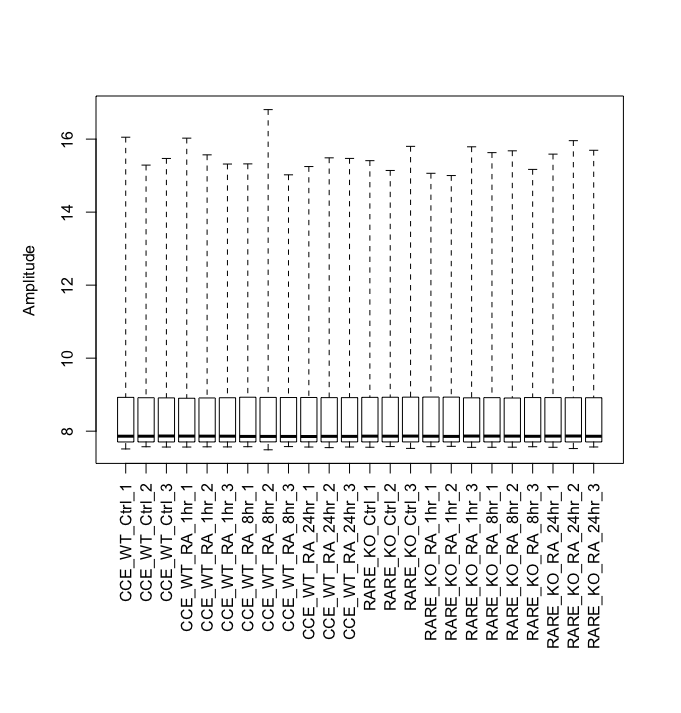 Amplitude
16
14
12
10
8
CCE_WT_Ctrl_1
CCE_WT_Ctrl_2
CCE_WT_Ctrl_3
CCE_WT_RA_1hr_1
CCE_WT_RA_1hr_2
CCE_WT_RA_1hr_3
CCE_WT_RA_8hr_1
CCE_WT_RA_8hr_2
CCE_WT_RA_8hr_3
CCE_WT_RA_24hr_1
CCE_WT_RA_24hr_2
CCE_WT_RA_24hr_3
RARE_KO_Ctrl_1
RARE_KO_Ctrl_2
RARE_KO_Ctrl_3
RARE_KO_RA_1hr_1
RARE_KO_RA_1hr_2
RARE_KO_RA_1hr_3
RARE_KO_RA_8hr_1
RARE_KO_RA_8hr_2
RARE_KO_RA_8hr_3
RARE_KO_RA_24hr_1
RARE_KO_RA_24hr_2
RARE_KO_RA_24hr_3